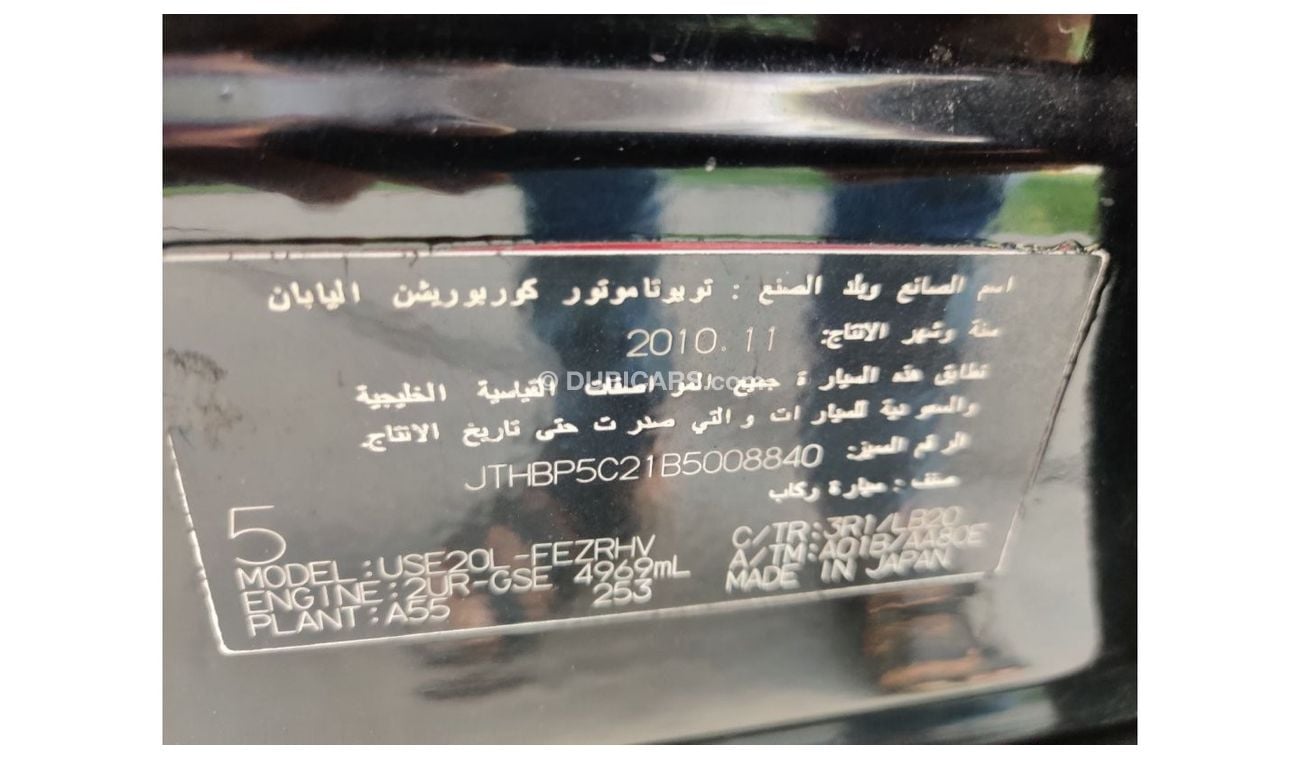 اسم الصانع وبلد الصنع : تويوتاموتور كوربوريشن اليابان
سنة وشهر الانتاج: 2010.11
تطابق هذه السيارة جميع المواصفات القياسية الخليجية
والسعودية للسيارات والتي صدرت حتى تاريخ الانتاج.
الرقم المميز: JTHBP5C21B5008840
صنف: سيارة ركاب
5
MODEL:USE20L-FEZRHV C/TR:3R1/LB20
ENGINE:2UR-GSE 4969mL A/TM:A01B/AA80E
PLANT:A55 253 MADE IN JAPAN
© DUBICARS.com